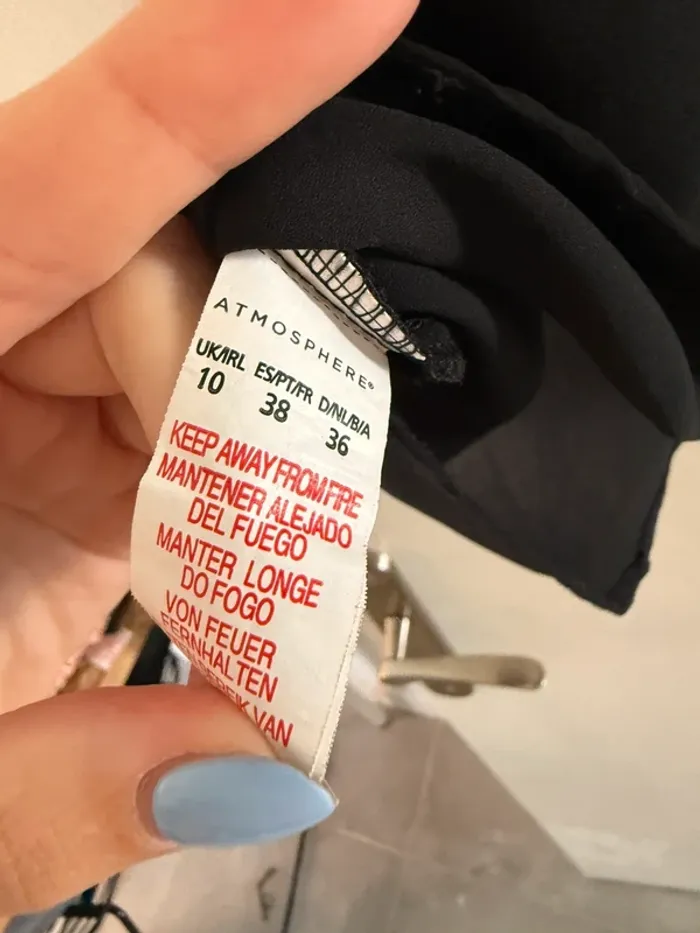 ATMOSPHERE®
UK/IRL ES/PT/FR D/NL/B/A
10 38 36
KEEP AWAY FROM FIRE
MANTENER ALEJADO
DEL FUEGO
MANTER LONGE
DO FOGO
VON FEUER
FERNHALTEN
VAN